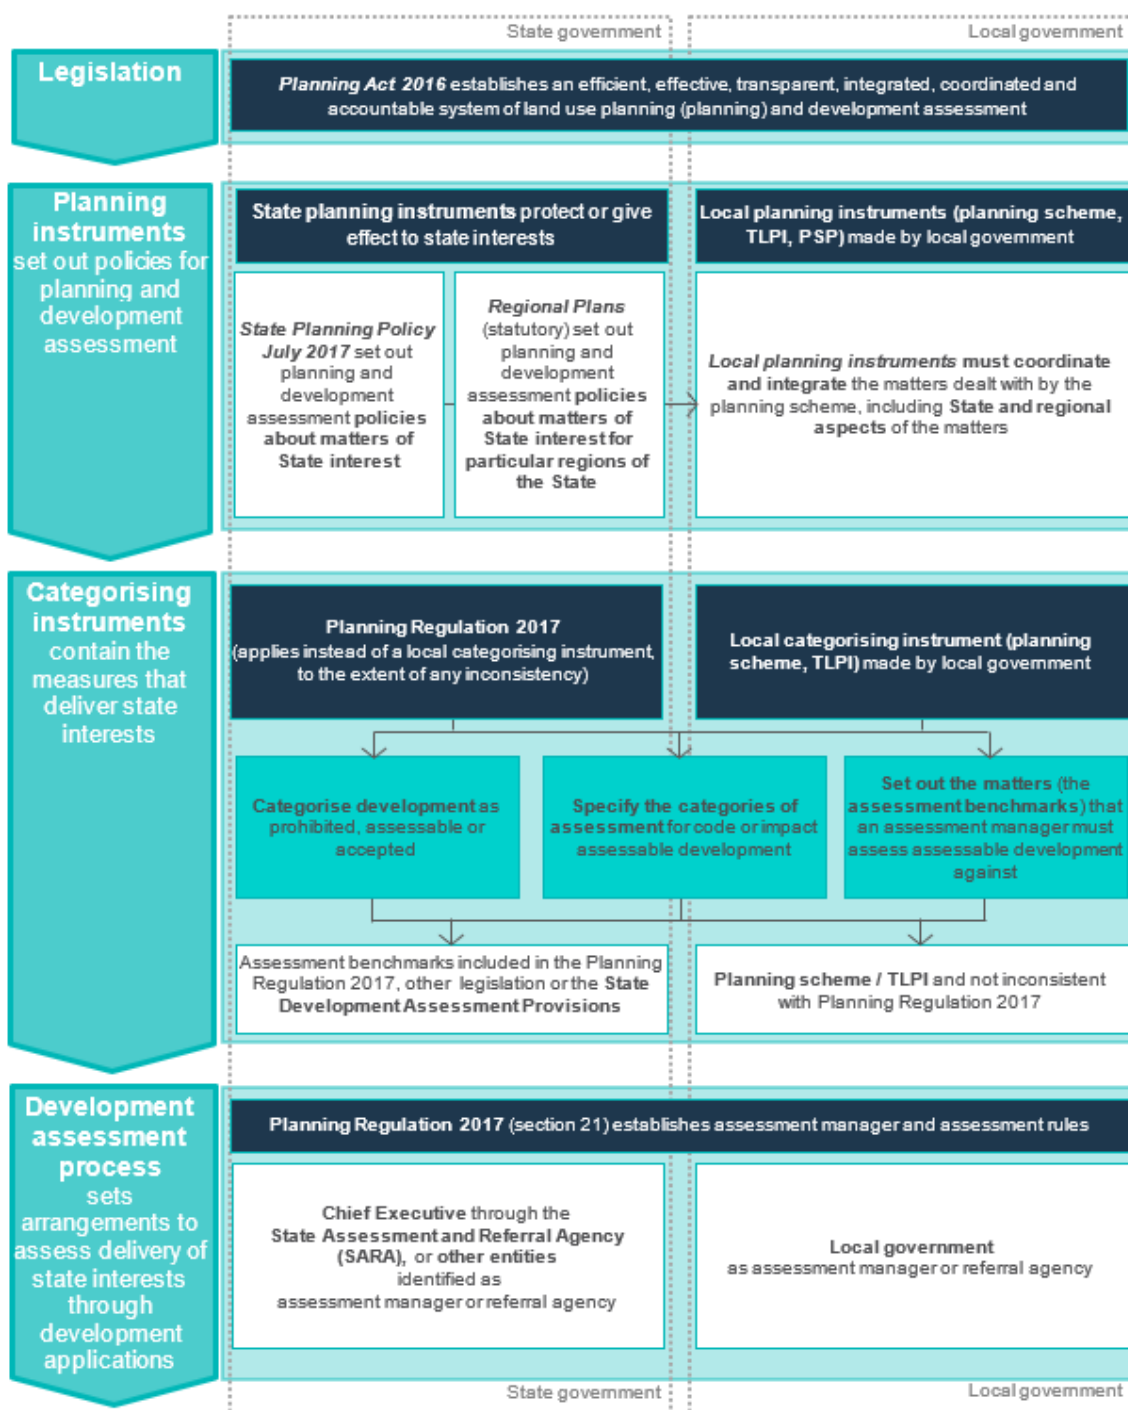 State government
Local government
Legislation
Planning Act 2016 establishes an efficient, effective, transparent, integrated, coordinated and
accountable system of land use planning (planning) and development assessment
Planning
instruments
set out policies for
planning and
development
assessment
State planning instruments protect or give
effect to state interests
Local planning instruments (planning scheme,
TLPI, PSP) made by local government
State Planning Policy
July 2017 set out
planning and
development
assessment policies
about matters of
State interest
Regional Plans
(statutory) set out
planning and
development
assessment policies
about matters of
State interest for
particular regions of
the State
Local planning instruments must coordinate
and integrate the matters dealt with by the
planning scheme, including State and regional
aspects of the matters
Categorising
instruments
contain the
measures that
deliver state
interests
Planning Regulation 2017
(applies instead of a local categorising instrument,
to the extent of any inconsistency)
Local categorising instrument (planning
scheme, TLPI) made by local government
Categorise development as
prohibited, assessable or
accepted
Specify the categories of
assessment for code or impact
assessable development
Set out the matters (the
assessment benchmarks) that
an assessment manager must
assess assessable development
against
Assessment benchmarks included in the Planning
Regulation 2017, other legislation or the State
Development Assessment Provisions
Planning scheme / TLPI and not inconsistent
with Planning Regulation 2017
Development
assessment
process
sets
arrangements to
assess delivery of
state interests
through
development
applications
Planning Regulation 2017 (section 21) establishes assessment manager and assessment rules
Chief Executive through the
State Assessment and Referral Agency
(SARA), or other entities
identified as
assessment manager or referral agency
Local government
as assessment manager or referral agency
State government
Local government